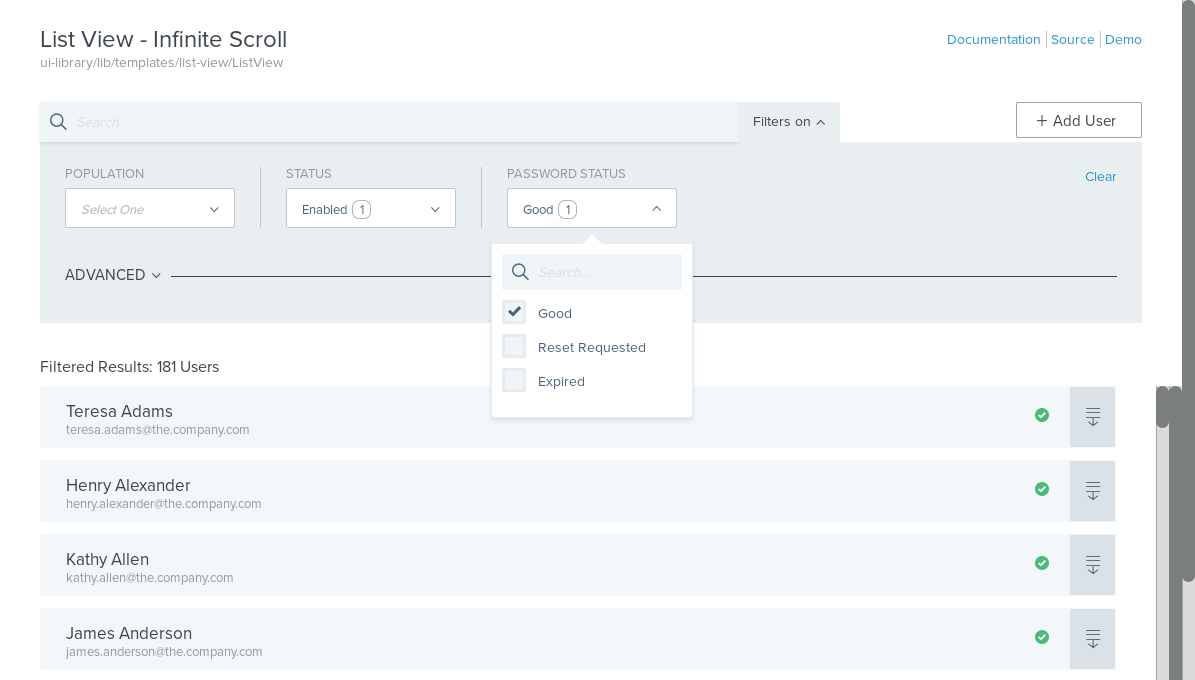 List View - Infinite Scroll
ui-library/lib/templates/list-view/ListView
Documentation Source Demo
Search
Filters on
+ Add User
POPULATION
STATUS
PASSWORD STATUS
Clear
Select One
Enabled 1
Good 1
ADVANCED
Search...
Good
Reset Requested
Expired
Filtered Results: 181 Users
Teresa Adams
teresa.adams@the.company.com
Henry Alexander
henry.alexander@the.company.com
Kathy Allen
kathy.allen@the.company.com
James Anderson
james.anderson@the.company.com